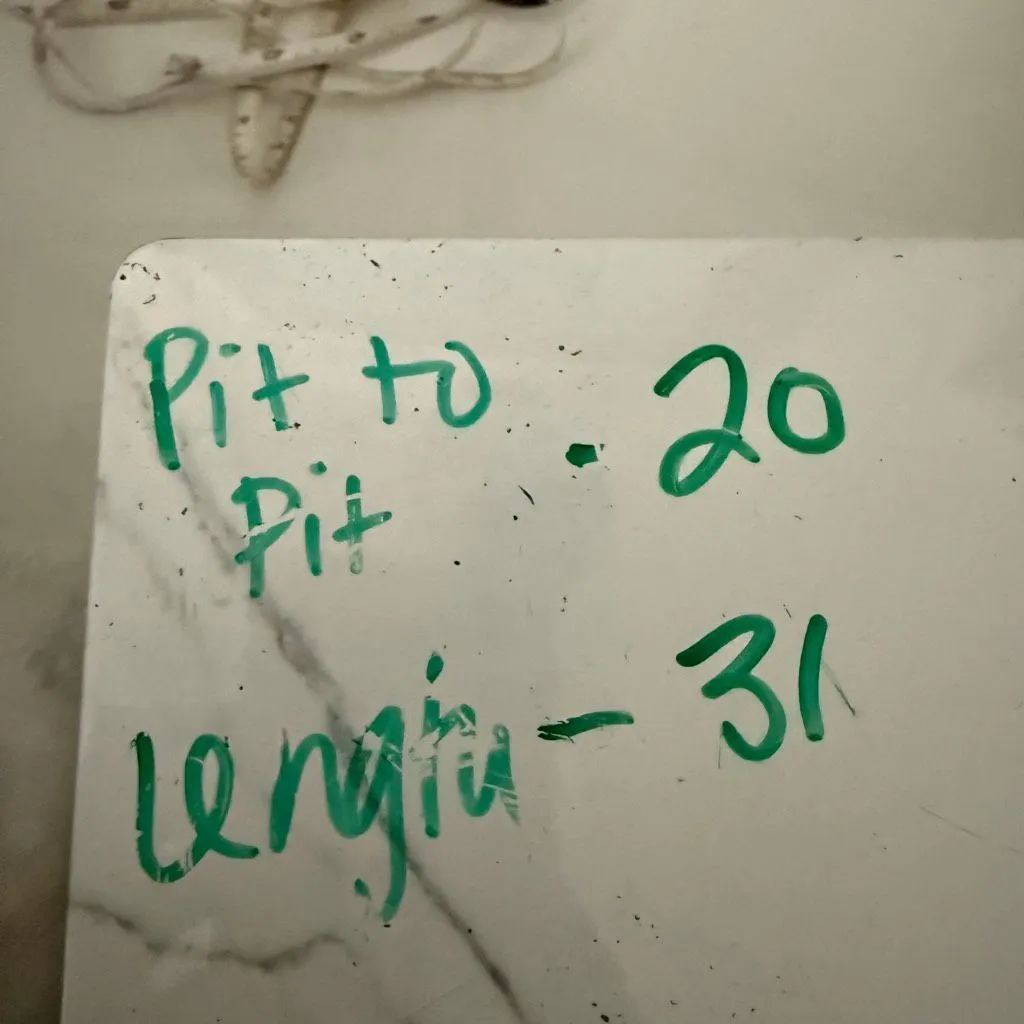 Pit to - 20
Pit
Length - 31